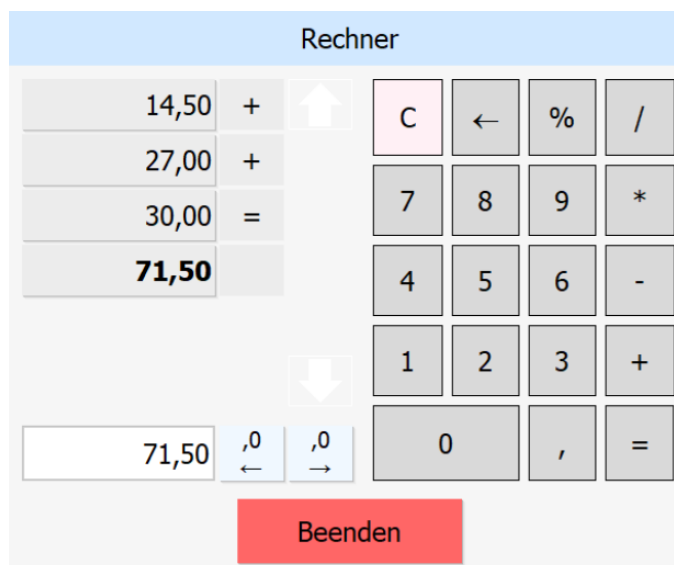 Rechner
14,50 +
27,00 +
30,00 =
71,50
71,50 ,0 ← ,0 →
C ← % /
7 8 9 *
4 5 6 -
1 2 3 +
0 , =
Beenden